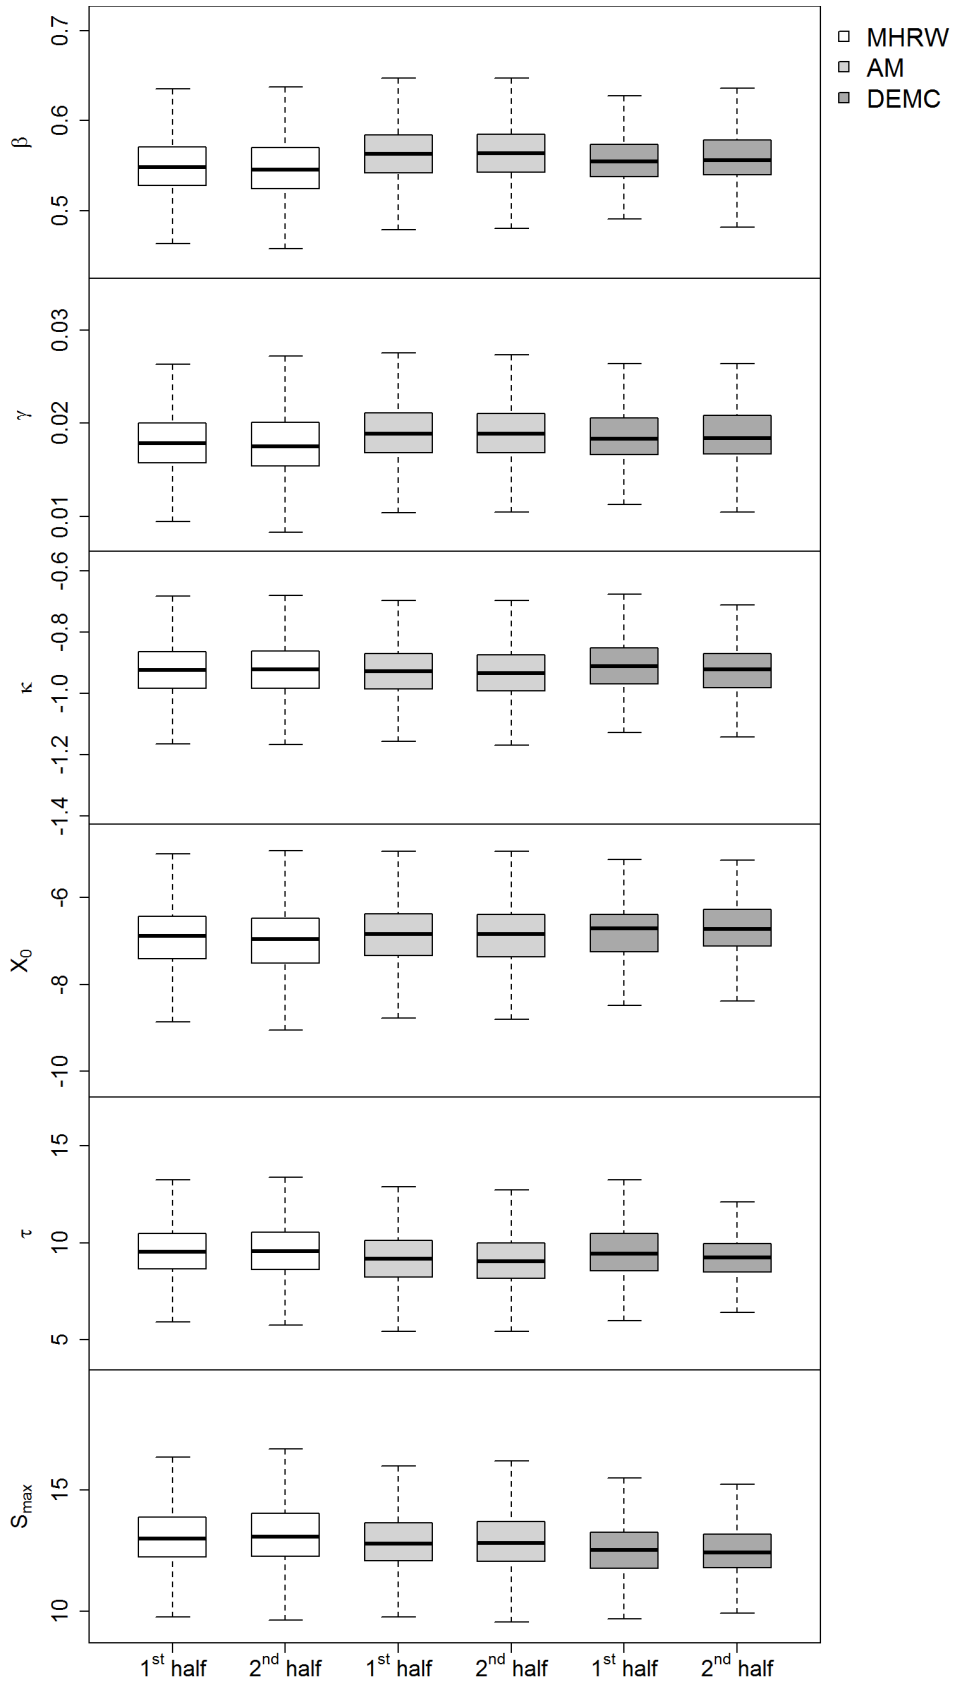 MHRW
AM
DEMC
β
0.7
0.6
0.5
γ
0.03
0.02
0.01
κ
-0.6
-0.8
-1.0
-1.2
-1.4
X₀
-6
-8
-10
τ
15
10
5
Sₘₐₓ
15
10
1ˢᵗ half 2ⁿᵈ half 1ˢᵗ half 2ⁿᵈ half 1ˢᵗ half 2ⁿᵈ half